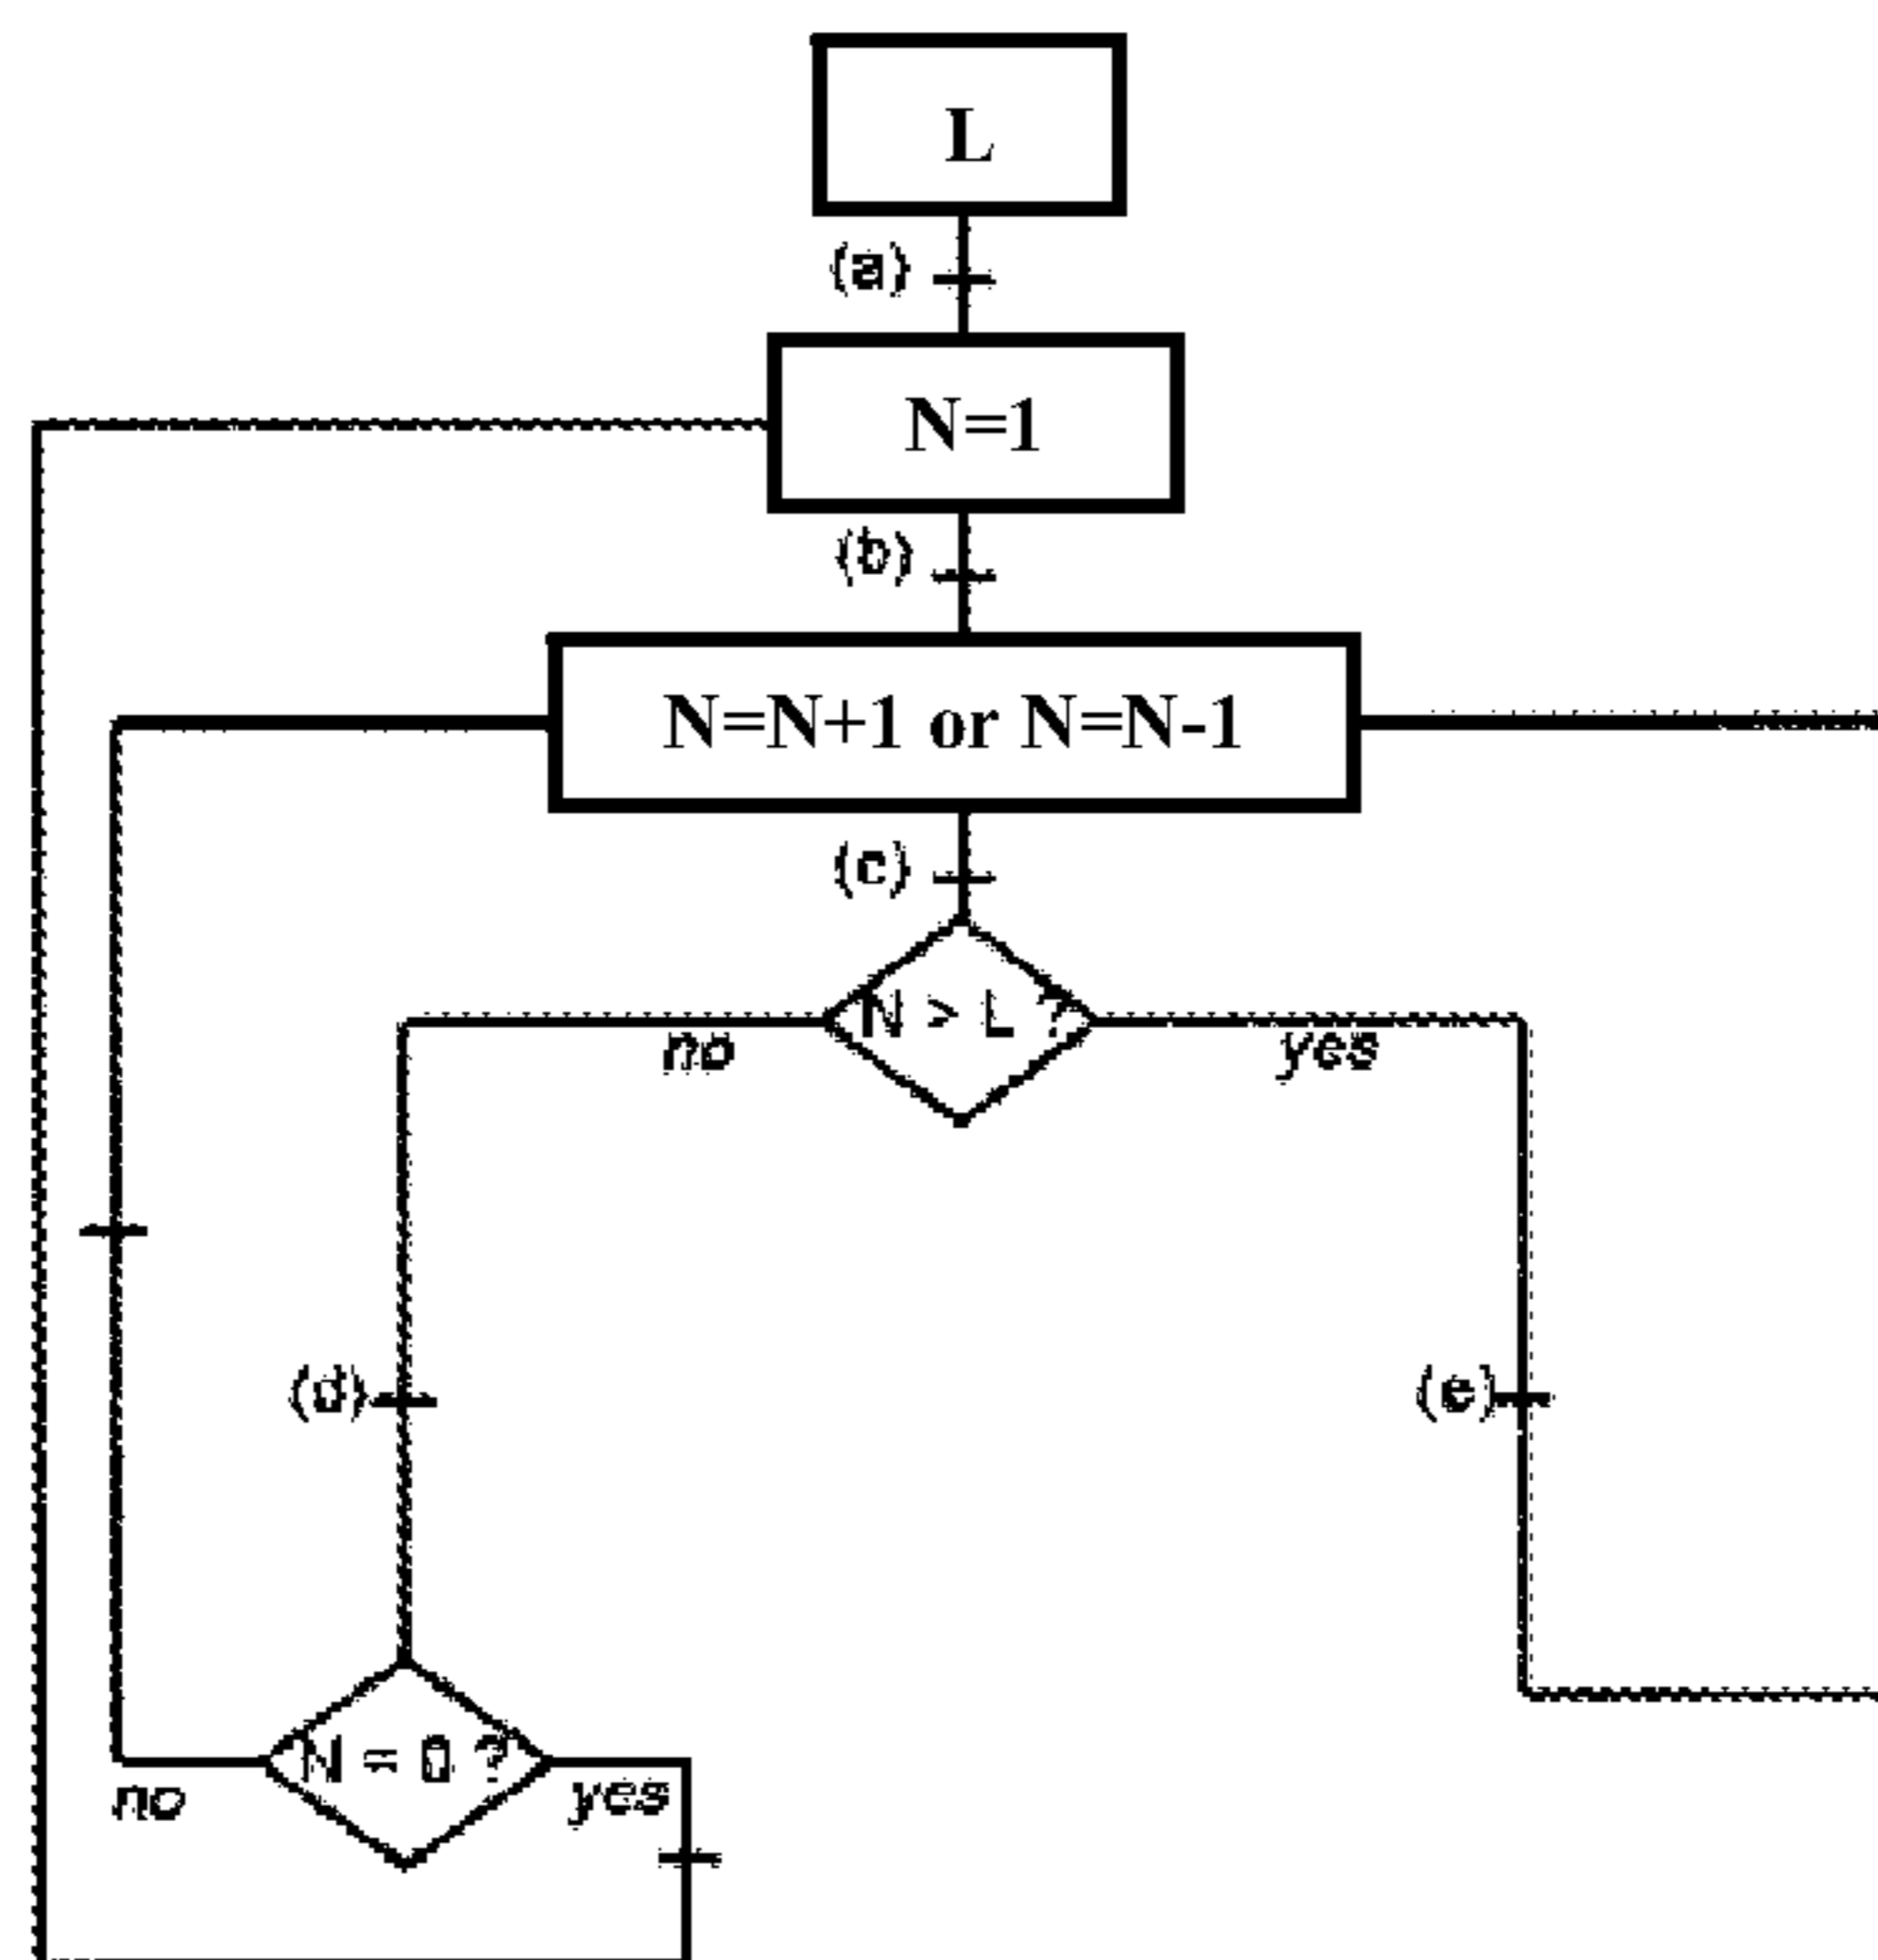 L
(a)
N=1
(b)
N=N+1 or N=N-1
(c)
N > L ?
no
yes
(d)
(e)
N = 0 ?
no
yes